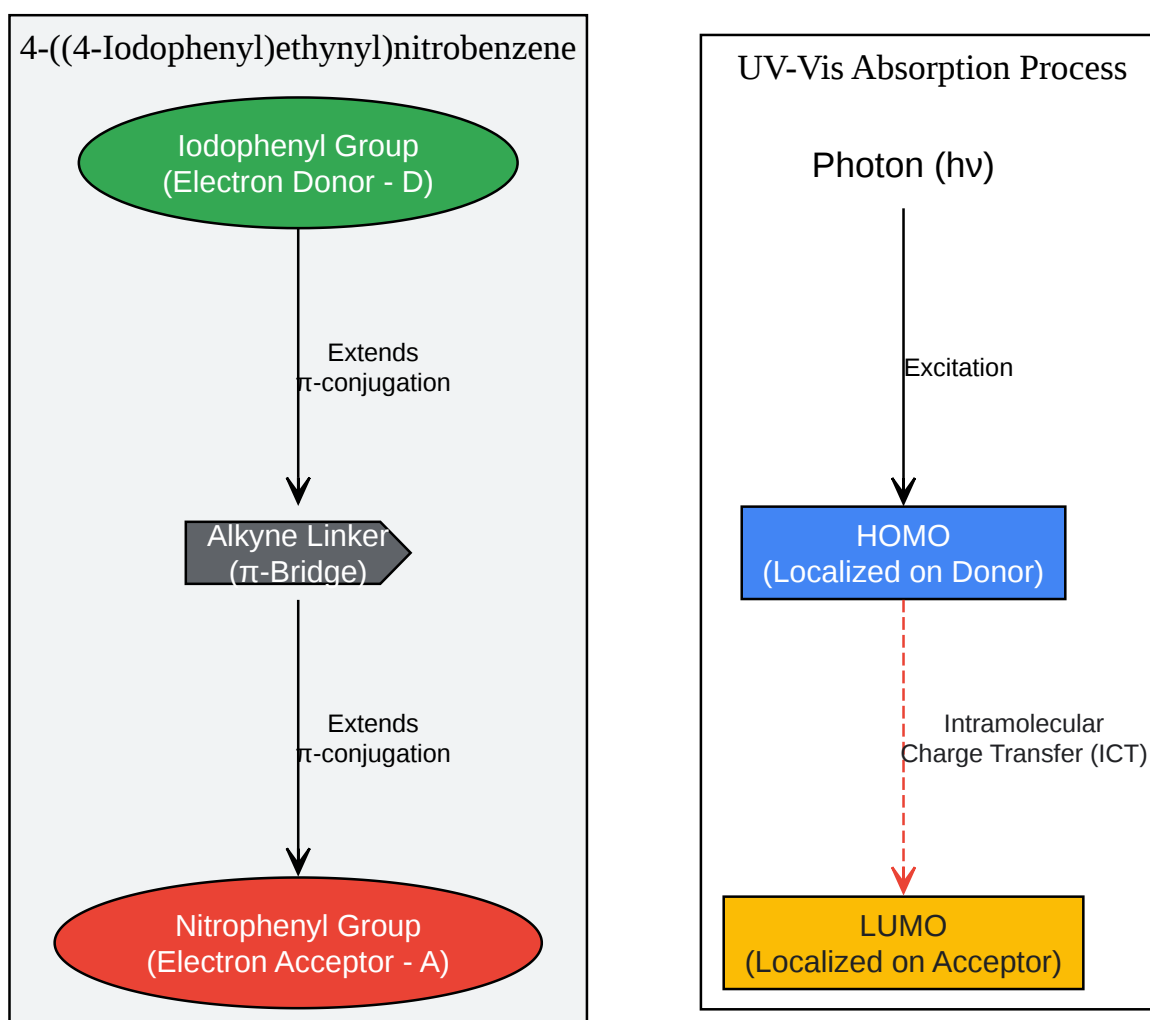 4-((4-Iodophenyl)ethynyl)nitrobenzene
Iodophenyl Group
(Electron Donor - D)
Extends
π-conjugation
Alkyne Linker
(π-Bridge)
Extends
π-conjugation
Nitrophenyl Group
(Electron Acceptor - A)
UV-Vis Absorption Process
Photon (hν)
Excitation
HOMO
(Localized on Donor)
Intramolecular
Charge Transfer (ICT)
LUMO
(Localized on Acceptor)